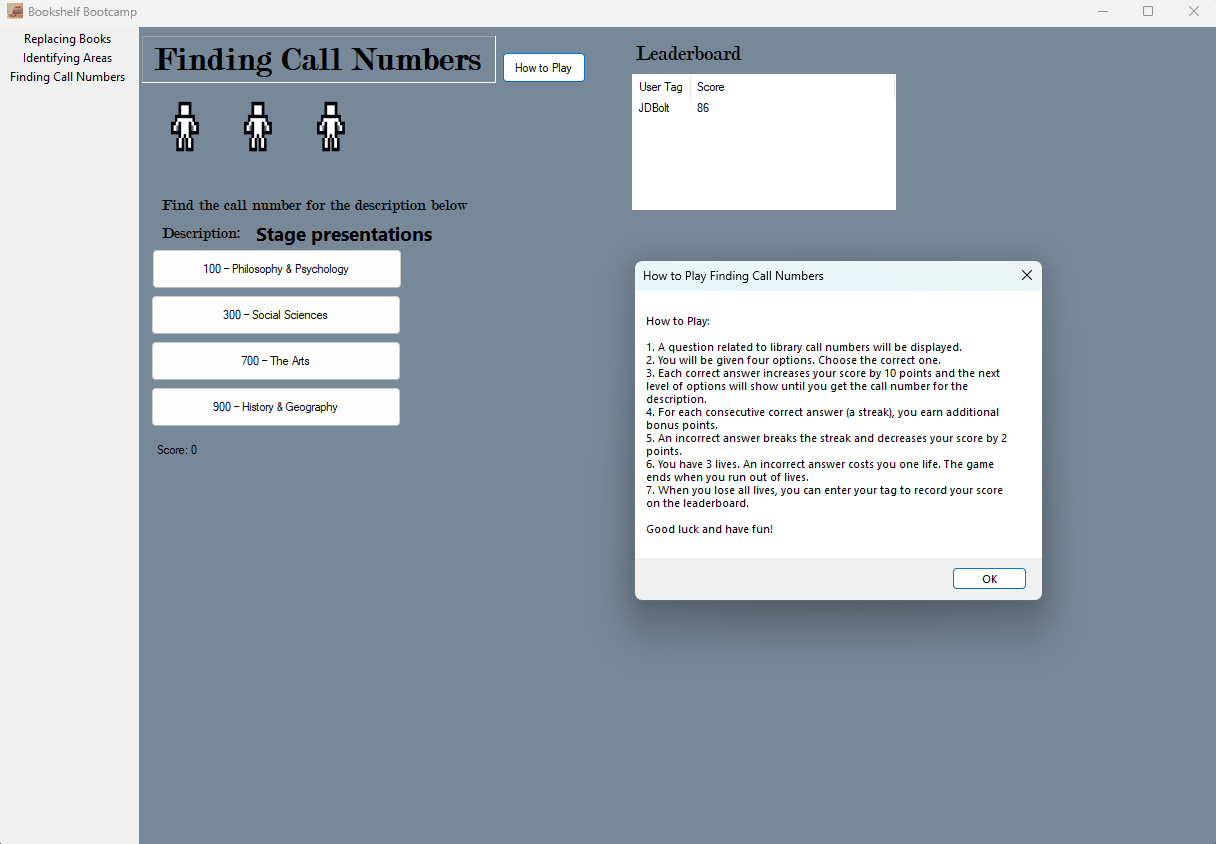 Bookshelf Bootcamp
Replacing Books
Identifying Areas
Finding Call Numbers
Finding Call Numbers
How to Play
Find the call number for the description below
Description: Stage presentations
100 – Philosophy & Psychology
300 – Social Sciences
700 – The Arts
900 – History & Geography
Score: 0
Leaderboard
User Tag Score
JDBolt 86
How to Play Finding Call Numbers
How to Play:
1. A question related to library call numbers will be displayed.
2. You will be given four options. Choose the correct one.
3. Each correct answer increases your score by 10 points and the next
level of options will show until you get the call number for the
description.
4. For each consecutive correct answer (a streak), you earn additional
bonus points.
5. An incorrect answer breaks the streak and decreases your score by 2
points.
6. You have 3 lives. An incorrect answer costs you one life. The game
ends when you run out of lives.
7. When you lose all lives, you can enter your tag to record your score
on the leaderboard.
Good luck and have fun!
OK